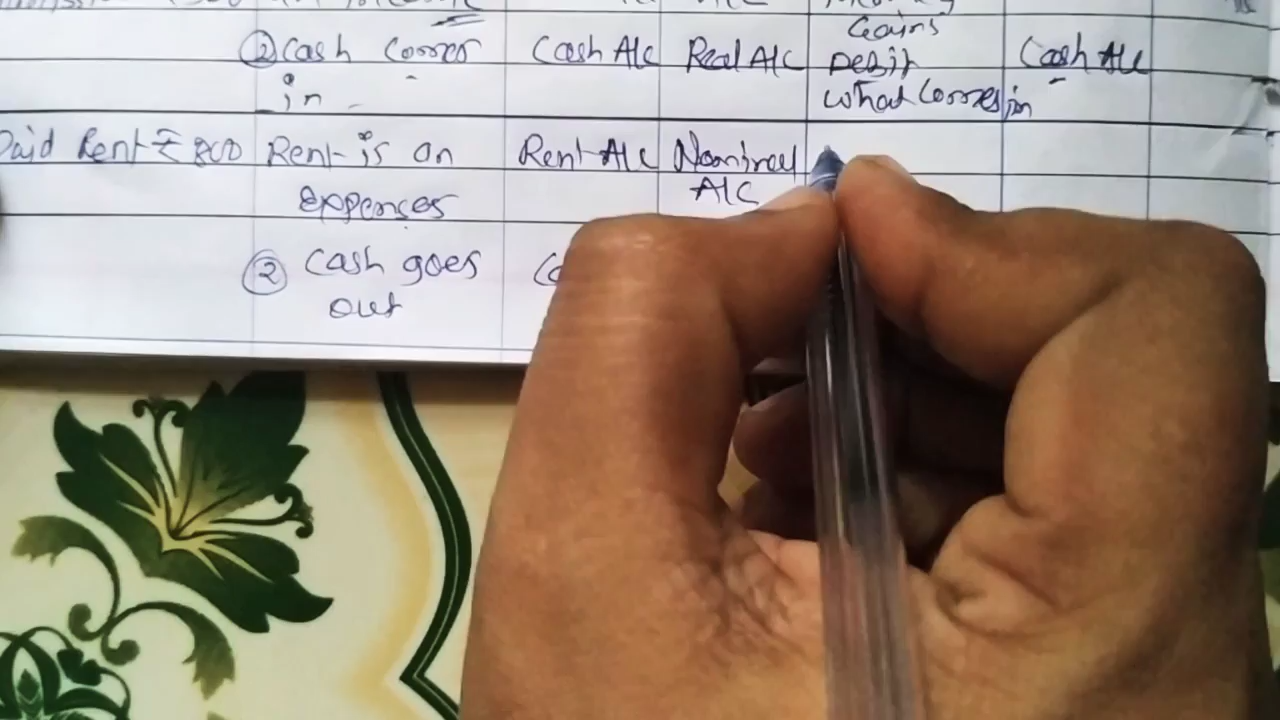 Gains
② Cash Comes Cash A/c Real A/c Debit Cash A/c
in What Comes in
Paid Rent ₹ 800 Rent is an Rent A/c Nominal
expenses A/c
② Cash goes
out